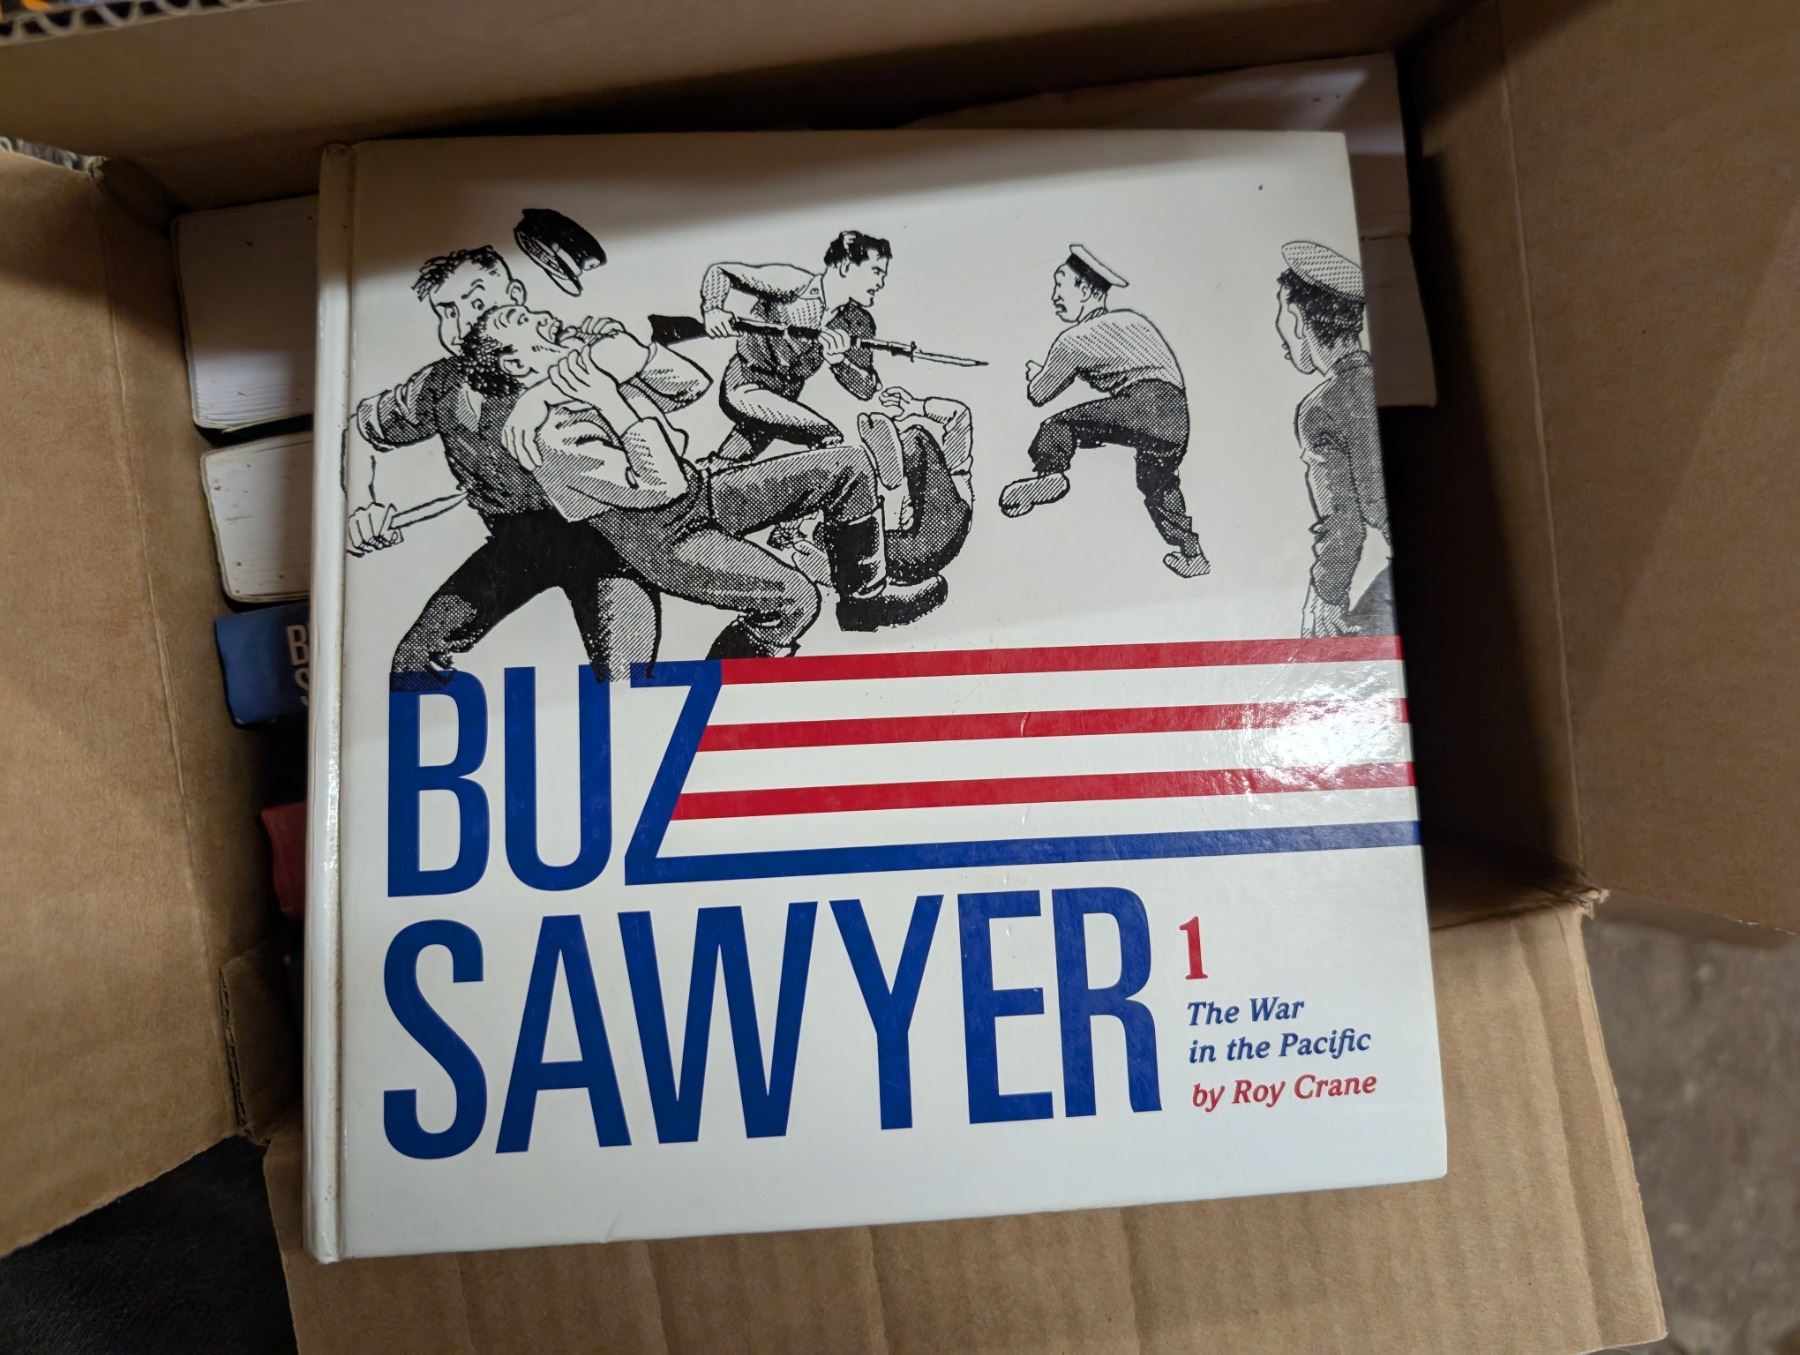 BUZ
SAWYER
1
The War
in the Pacific
by Roy Crane